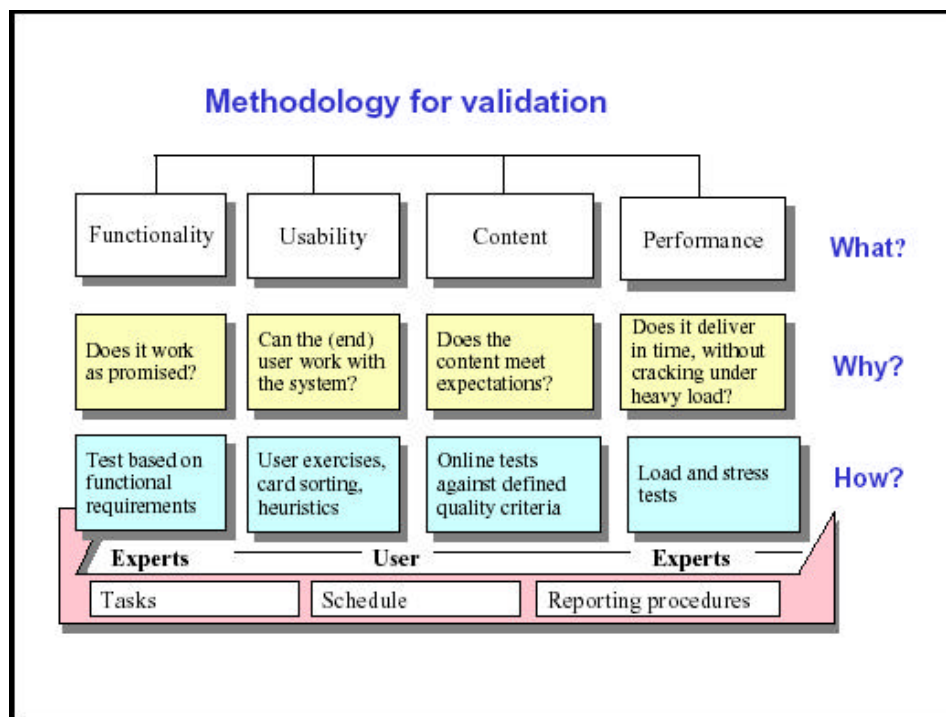 Methodology for validation
Functionality
Usability
Content
Performance
What?
Does it work
as promised?
Can the (end)
user work with
the system?
Does the
content meet
expectations?
Does it deliver
in time, without
cracking under
heavy load?
Why?
Test based on
functional
requirements
User exercises,
card sorting,
heuristics
Online tests
against defined
quality criteria
Load and stress
tests
How?
Experts
User
Experts
Tasks
Schedule
Reporting procedures